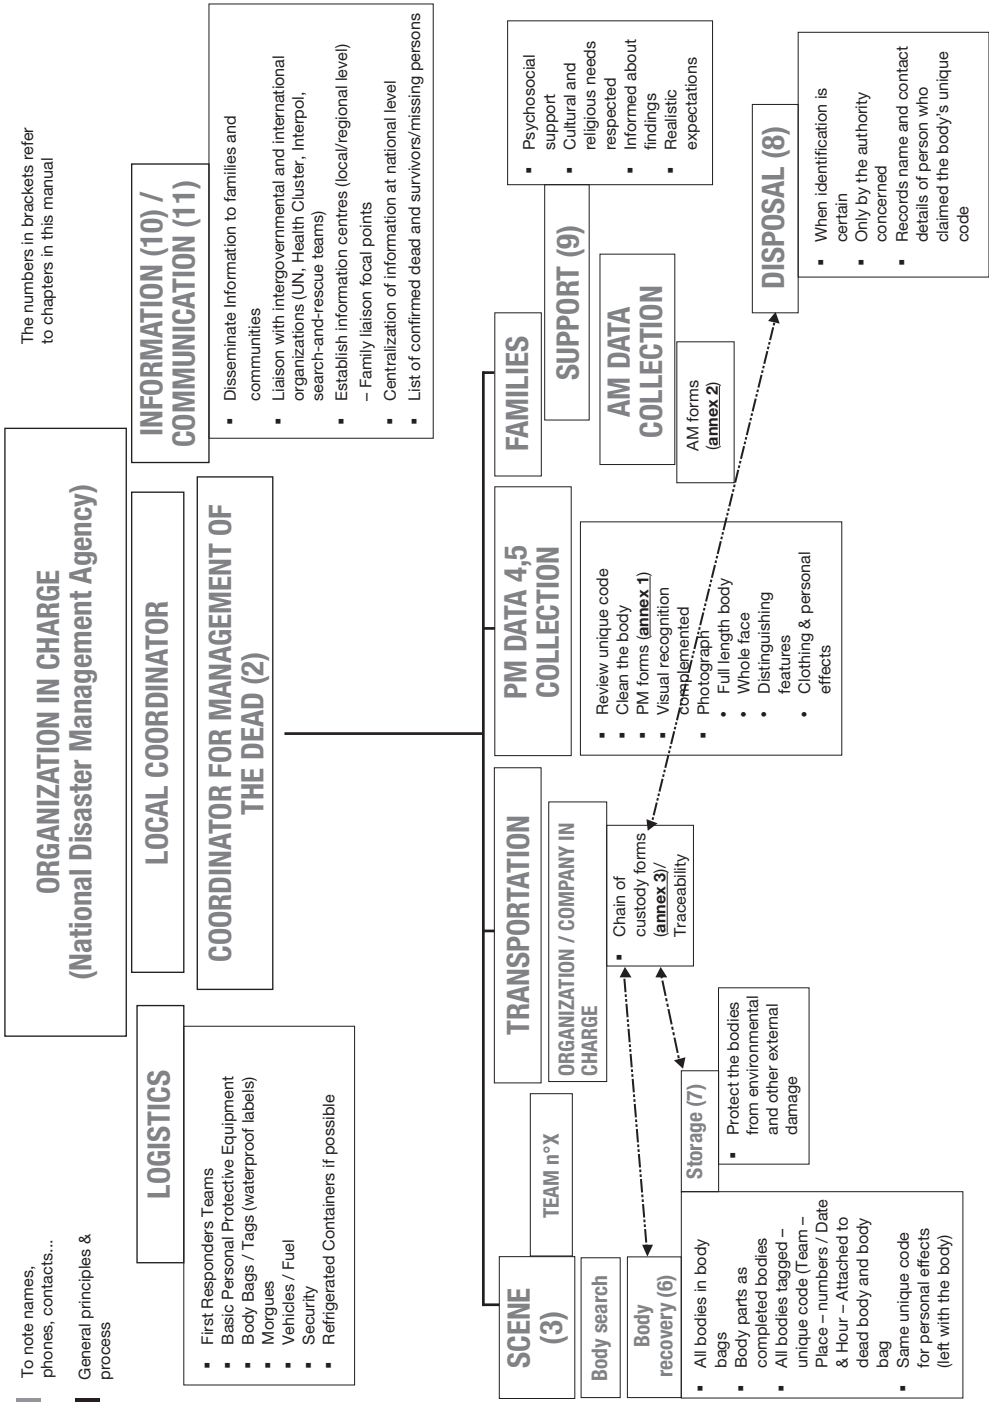 To note names,
phones, contacts...
General principles &
process
The numbers in brackets refer
to chapters in this manual
ORGANIZATION IN CHARGE
(National Disaster Management Agency)
LOGISTICS
▪ First Responders Teams
▪ Basic Personal Protective Equipment
▪ Body Bags / Tags (waterproof labels)
▪ Morgues
▪ Vehicles / Fuel
▪ Security
▪ Refrigerated Containers if possible
LOCAL COORDINATOR
COORDINATOR FOR MANAGEMENT OF
THE DEAD (2)
INFORMATION (10) /
COMMUNICATION (11)
▪ Disseminate Information to families and
communities
▪ Liaison with intergovernmental and international
organizations (UN, Health Cluster, Interpol,
search-and-rescue teams)
▪ Establish information centres (local/regional level)
– Family liaison focal points
▪ Centralization of information at national level
▪ List of confirmed dead and survivors/missing persons
SCENE
(3)
TEAM n°X
Body search
Body
recovery (6)
▪ All bodies in body
bags
▪ Body parts as
completed bodies
▪ All bodies tagged –
unique code (Team –
Place – numbers / Date
& Hour – Attached to
dead body and body
bag
▪ Same unique code
for personal effects
(left with the body)
Storage (7)
▪ Protect the bodies
from environmental
and other external
damage
TRANSPORTATION
ORGANIZATION / COMPANY IN
CHARGE
▪ Chain of
custody forms
(annex 3)/
Traceability
PM DATA 4,5
COLLECTION
▪ Review unique code
▪ Clean the body
▪ PM forms (annex 1)
▪ Visual recognition
complemented
▪ Photograph
• Full length body
• Whole face
• Distinguishing
features
• Clothing & personal
effects
FAMILIES
SUPPORT (9)
▪ Psychosocial
support
▪ Cultural and
religious needs
respected
▪ Informed about
findings
▪ Realistic
expectations
AM DATA
COLLECTION
AM forms
(annex 2)
DISPOSAL (8)
▪ When identification is
certain
▪ Only by the authority
concerned
▪ Records name and contact
details of person who
claimed the body's unique
code